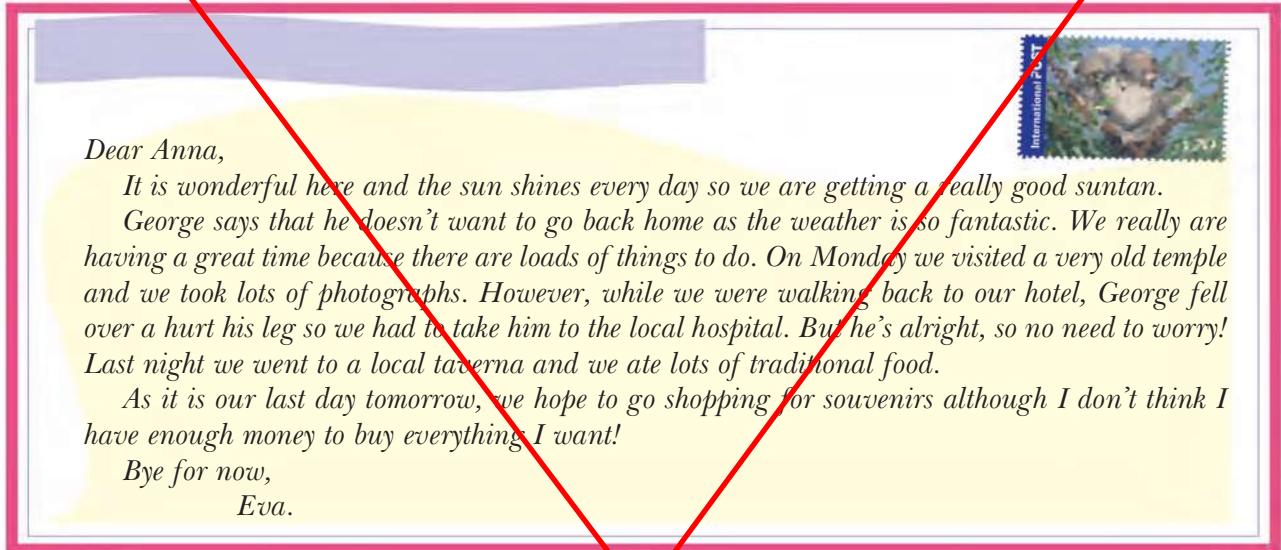 International POST
1.20
Dear Anna,
It is wonderful here and the sun shines every day so we are getting a really good suntan.
George says that he doesn't want to go back home as the weather is so fantastic. We really are
having a great time because there are loads of things to do. On Monday we visited a very old temple
and we took lots of photographs. However, while we were walking back to our hotel, George fell
over a hurt his leg so we had to take him to the local hospital. But he's alright, so no need to worry!
Last night we went to a local taverna and we ate lots of traditional food.
As it is our last day tomorrow, we hope to go shopping for souvenirs although I don't think I
have enough money to buy everything I want!
Bye for now,
Eva.